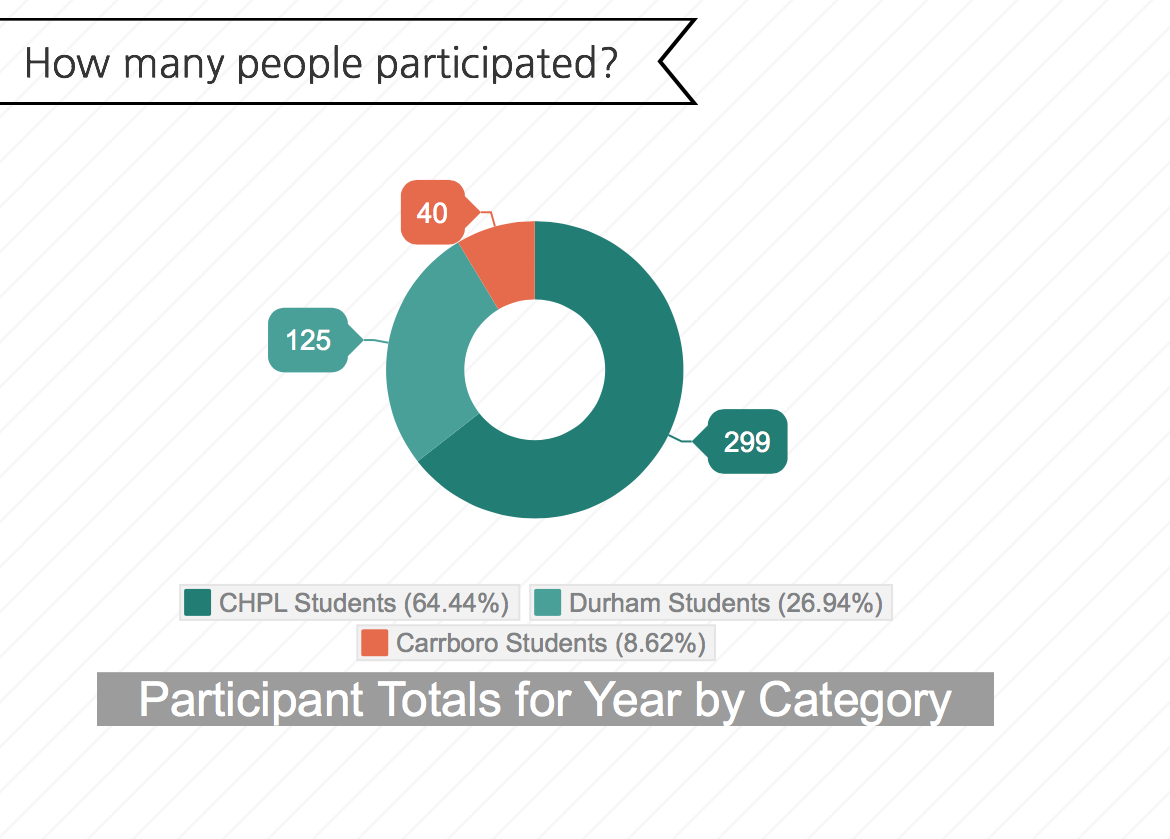 How many people participated?
40
125
299
CHPL Students (64.44%) Durham Students (26.94%)
Carrboro Students (8.62%)
Participant Totals for Year by Category